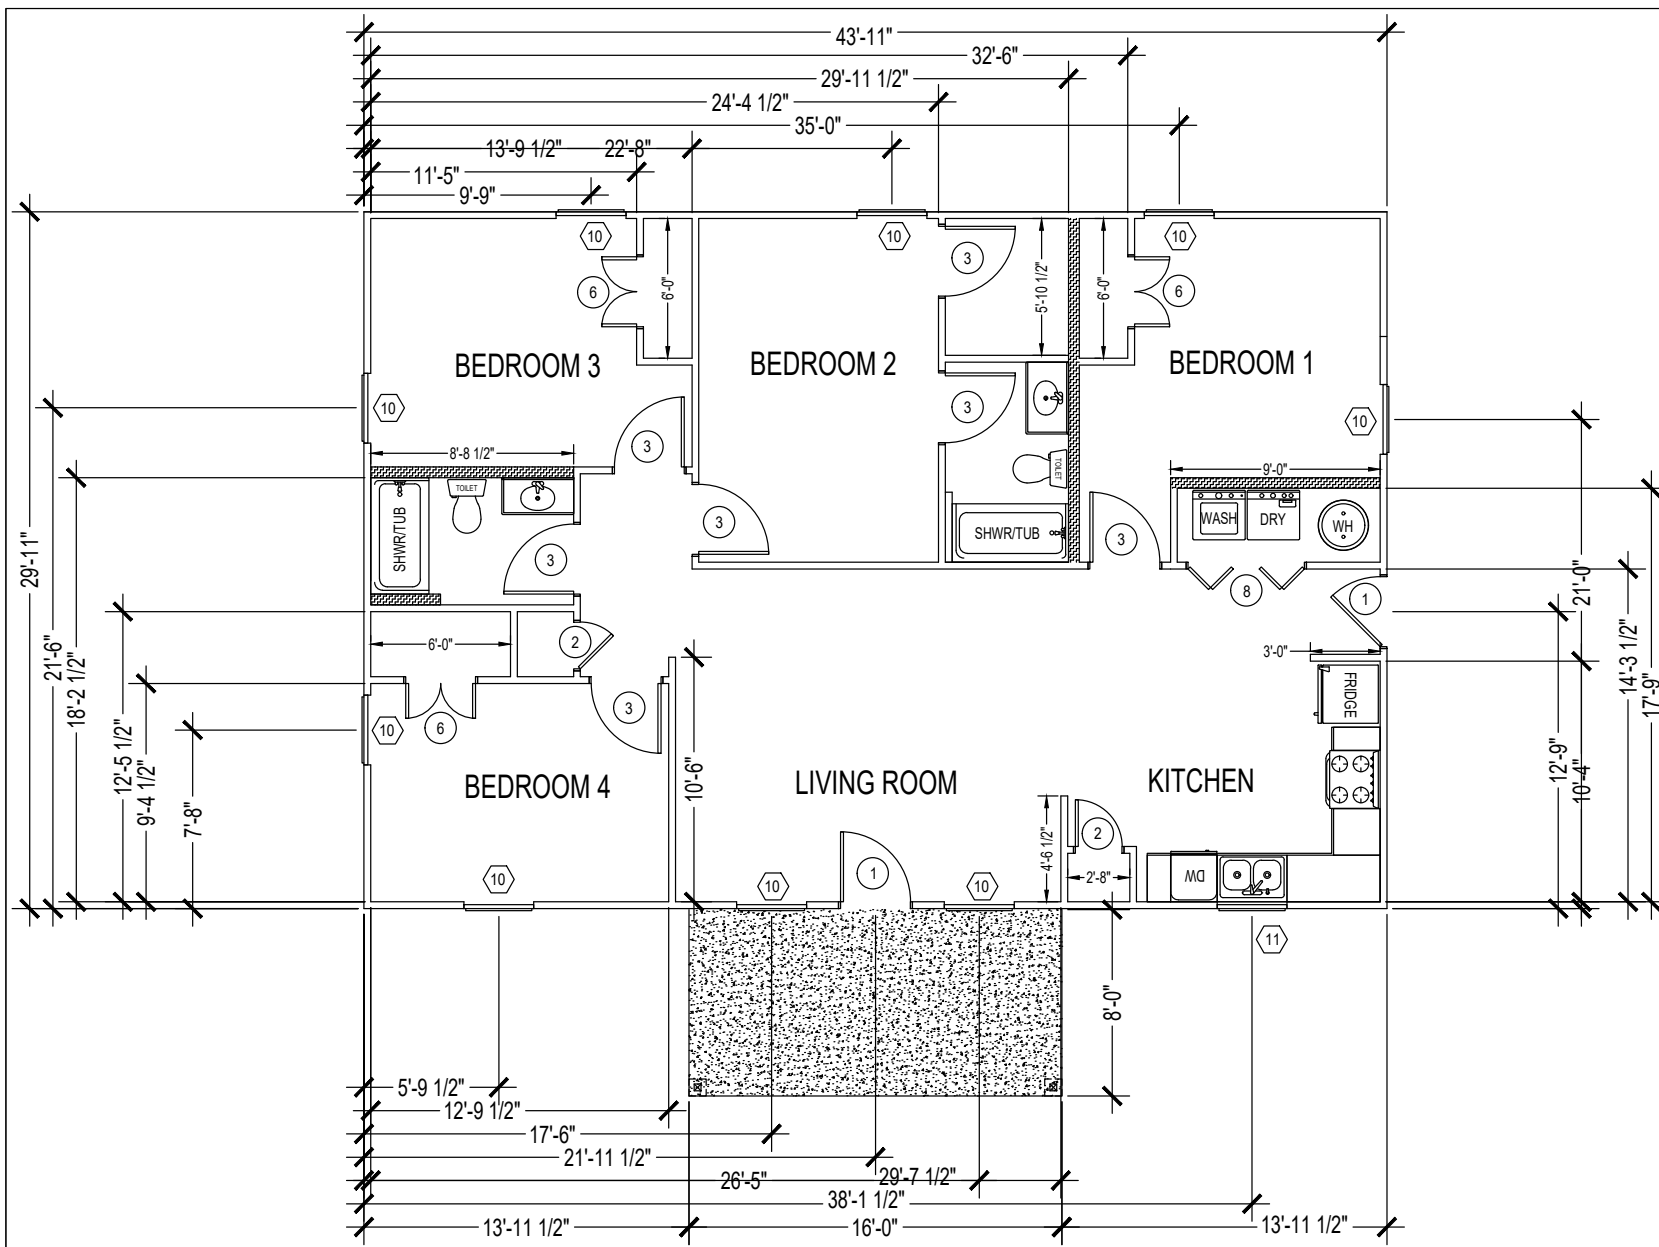 43'-11"
32'-6"
29'-11 1/2"
24'-4 1/2"
35'-0"
13'-9 1/2" 22'-8"
11'-5"
9'-9"
10 10 10
3
6 6'-0" 5'-10 1/2" 6'-0" 6
BEDROOM 3 BEDROOM 2 BEDROOM 1
10 3 10
3
8'-8 1/2" TOILET 9'-0"
TOILET
SHWR/TUB 3 SHWR/TUB 3 WASH DRY WH
3
29'-11"
21'-6"
18'-2 1/2"
12'-5 1/2"
9'-4 1/2"
7'-8"
8 1
6'-0" 2 3'-0"
FRIDGE
10 6 3
BEDROOM 4 10'-6" LIVING ROOM KITCHEN
21'-0"
14'-3 1/2"
17'-9"
12'-9"
10'-4"
2
4'-6 1/2"
10 10 1 10 2'-8" DW
11
8'-0"
5'-9 1/2"
12'-9 1/2"
17'-6"
21'-11 1/2"
26'-5" 29'-7 1/2"
38'-1 1/2"
13'-11 1/2" 16'-0" 13'-11 1/2"